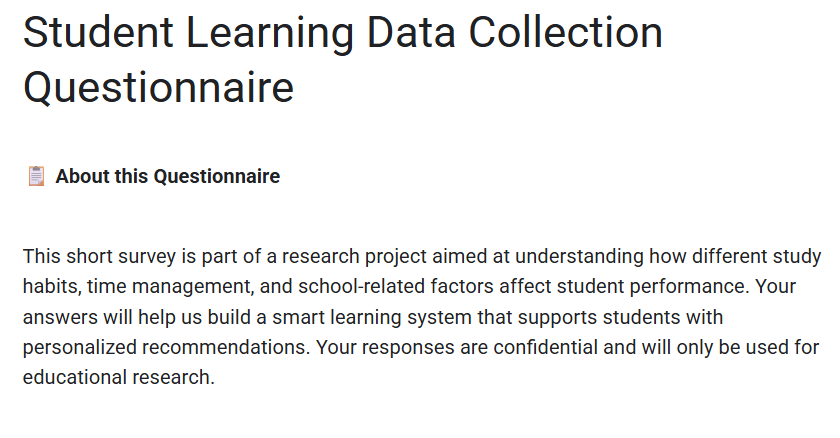 Student Learning Data Collection
Questionnaire
📋 About this Questionnaire
This short survey is part of a research project aimed at understanding how different study
habits, time management, and school-related factors affect student performance. Your
answers will help us build a smart learning system that supports students with
personalized recommendations. Your responses are confidential and will only be used for
educational research.